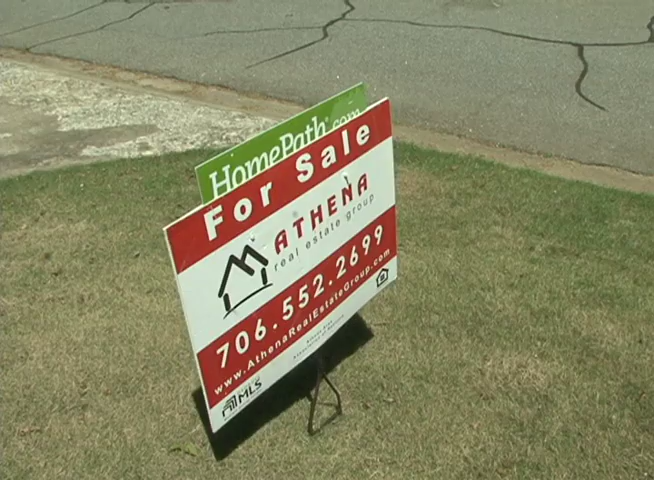 HomePath.com
For Sale
ATHENA
real estate group
706.552.2699
www.AthenaRealEstateGroup.com
MLS